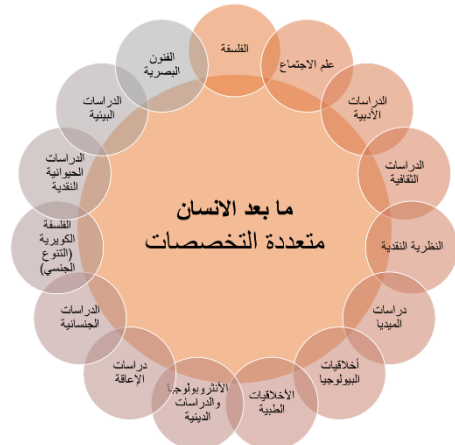 ما بعد الانسان
متعددة التخصصات
الفلسفة
علم الاجتماع
الدراسات
الأدبية
الدراسات
الثقافية
النظرية النقدية
دراسات
الميديا
أخلاقيات
البيولوجيا
الأخلاقيات
الطبية
الأنثروبولوجيا
والدراسات
الدينية
دراسات
الإعاقة
الدراسات
الجنسانية
الفلسفة
الكويرية
(التنوع
الجنسي)
الدراسات
الحيوانية
النقدية
الدراسات
البيئية
الفنون
البصرية